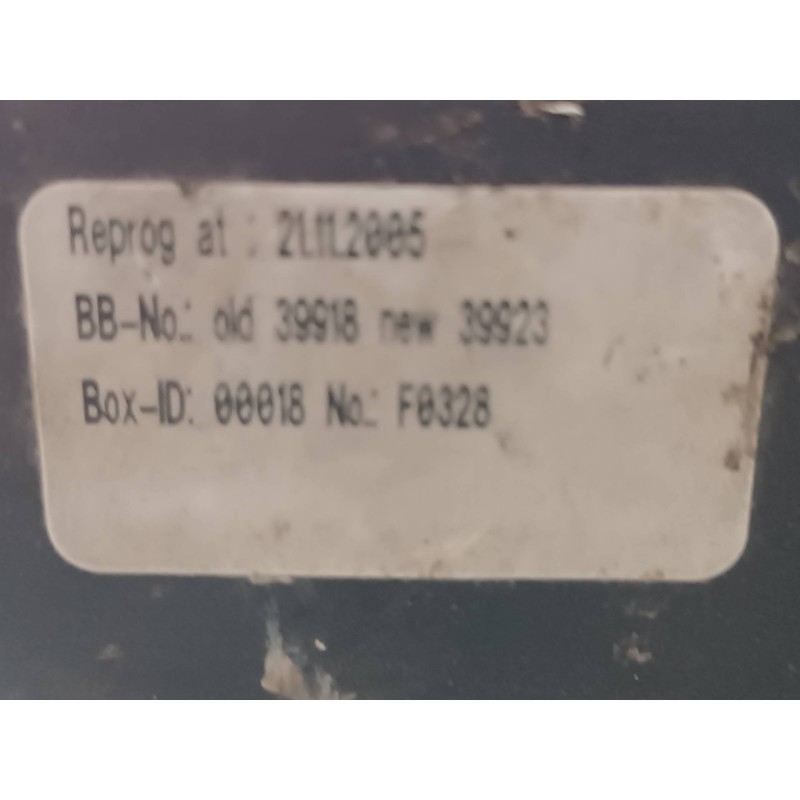 Reprog at : 21.11.2005
BB-No.: old 39918 new 39923
Box-ID: 00018 No.: F0328